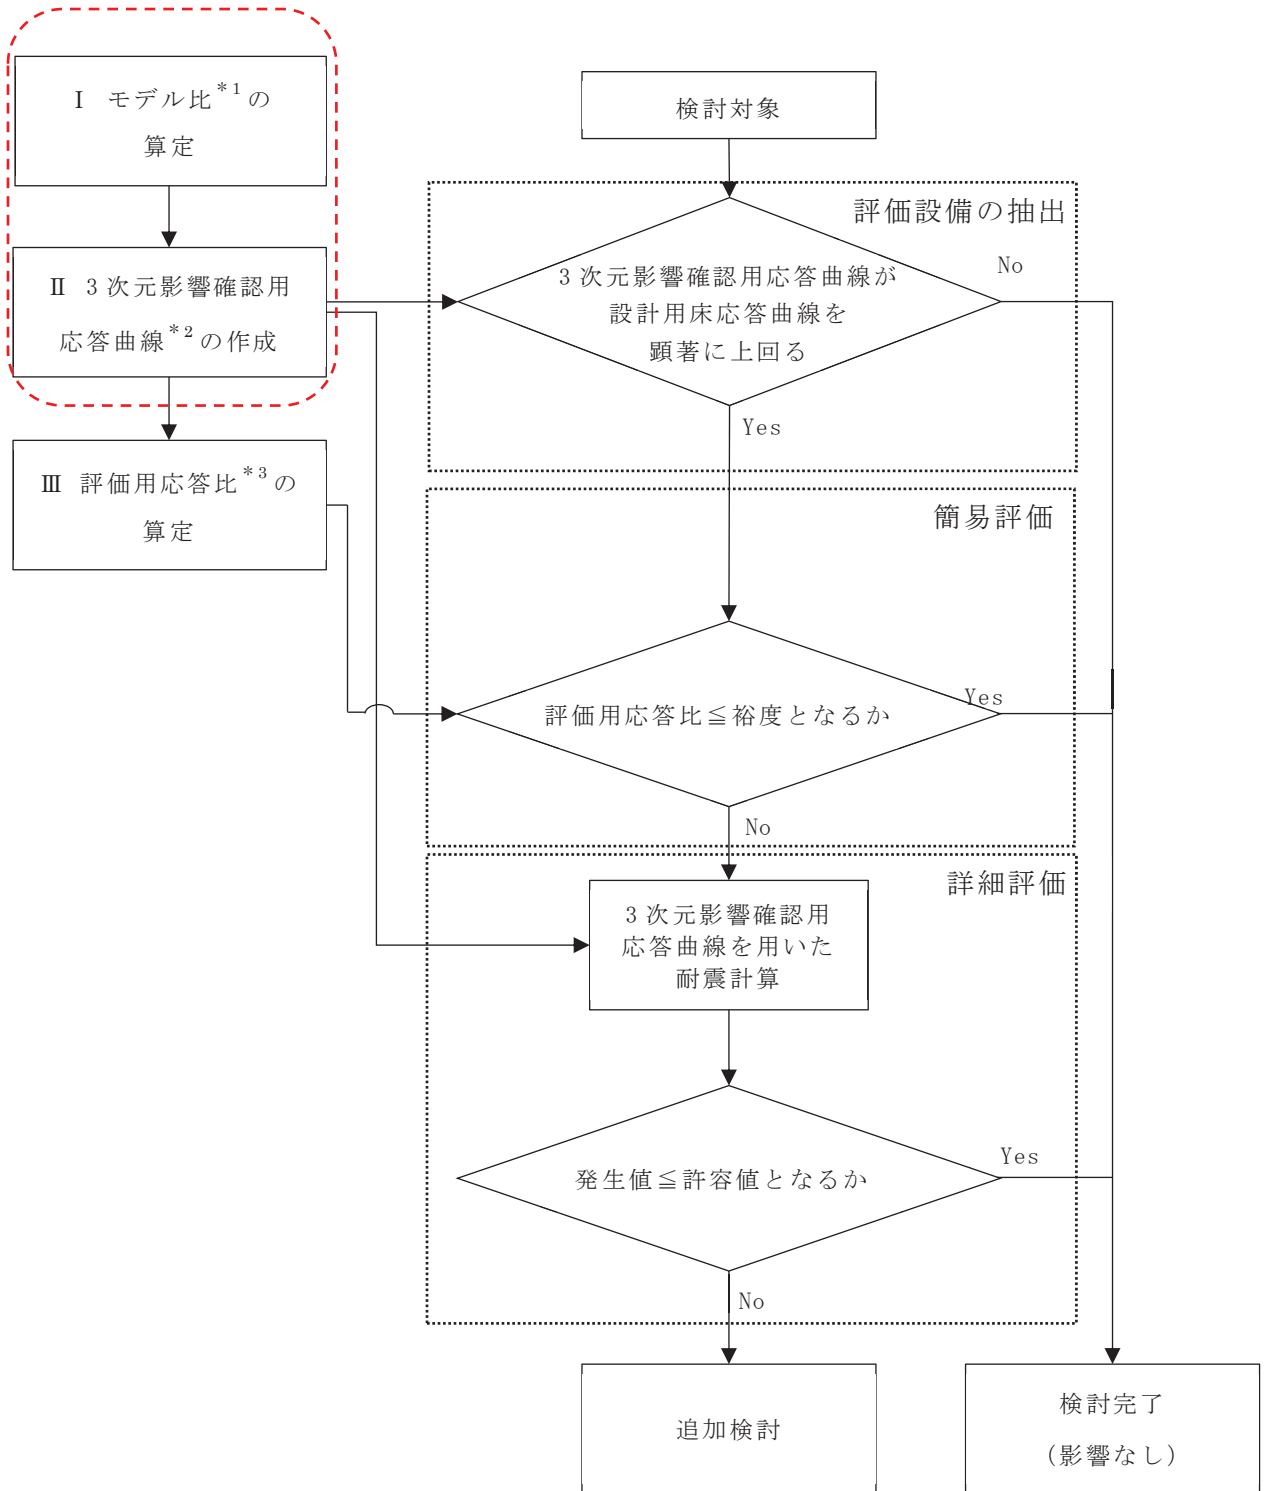 Ⅰ モデル比*1の
算定
Ⅱ 3次元影響確認用
応答曲線*2の作成
Ⅲ 評価用応答比*3の
算定
検討対象
評価設備の抽出
3次元影響確認用応答曲線が
設計用床応答曲線を
顕著に上回る
No
Yes
簡易評価
評価用応答比≦裕度となるか
Yes
No
詳細評価
3次元影響確認用
応答曲線を用いた
耐震計算
発生値≦許容値となるか
Yes
No
追加検討
検討完了
(影響なし)